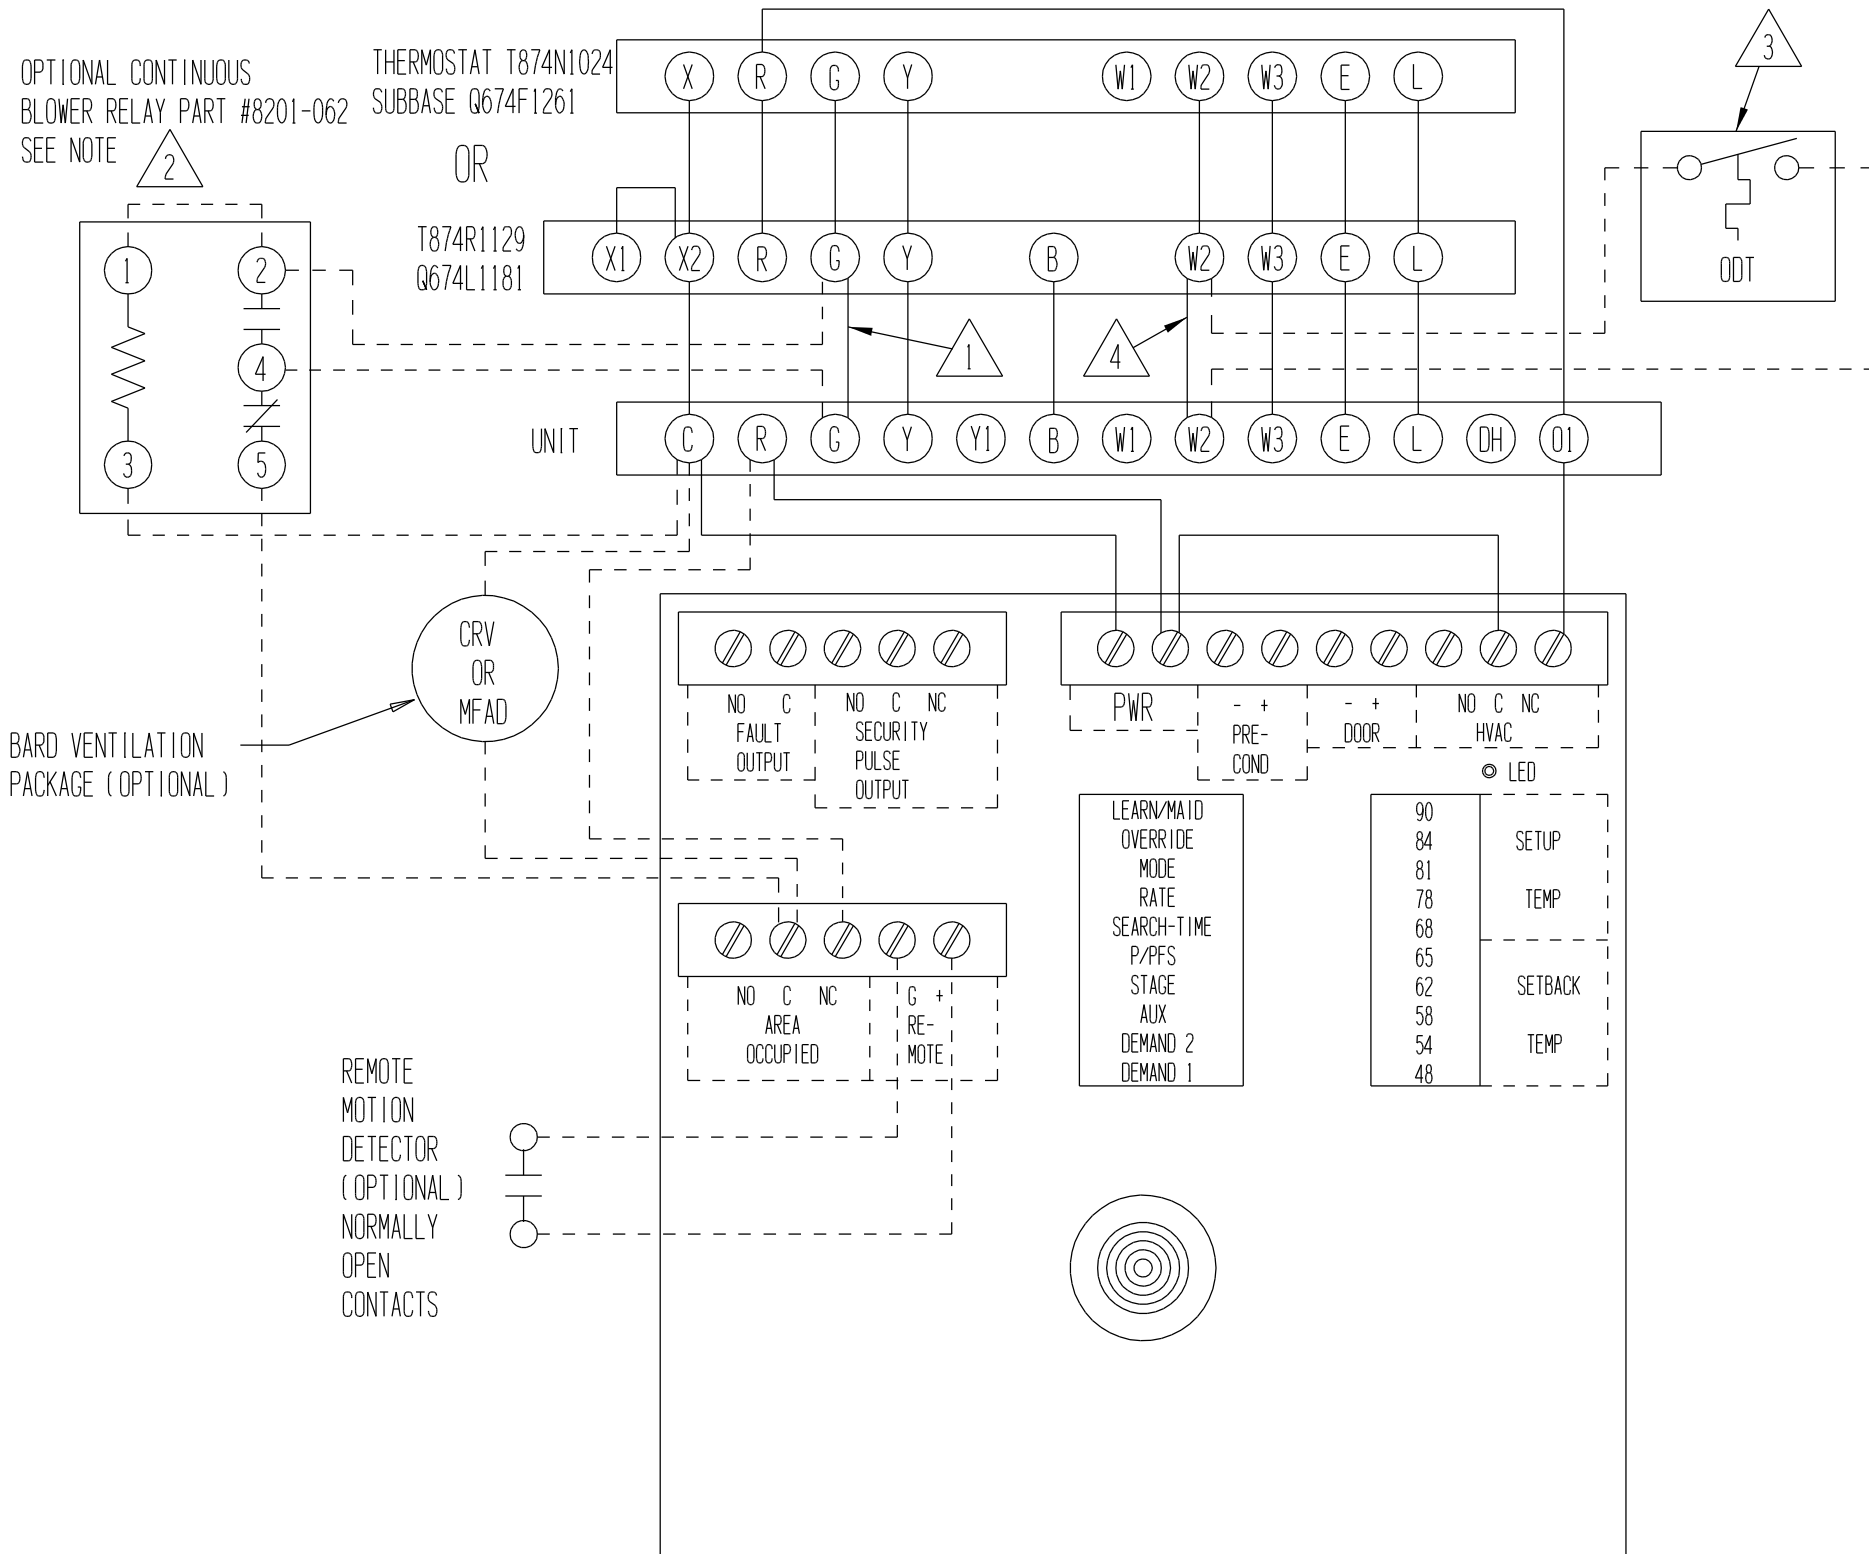 OPTIONAL CONTINUOUS
BLOWER RELAY PART #8201-062
SEE NOTE
2
THERMOSTAT T874N1024
SUBBASE Q674F1261
X R G Y W1 W2 W3 E L
3
OR
T874R1129
Q674L1181
X1 X2 R G Y B W2 W3 E L
ODT
1 2
4
3 5
1
4
UNIT
C R G Y Y1 B W1 W2 W3 E L DH O1
CRV
OR
MFAD
BARD VENTILATION
PACKAGE (OPTIONAL)
NO C
FAULT
OUTPUT
NO C NC
SECURITY
PULSE
OUTPUT
PWR
- +
PRE-
COND
- +
DOOR
NO C NC
HVAC
LED
LEARN/MAID
OVERRIDE
MODE
RATE
SEARCH-TIME
P/PFS
STAGE
AUX
DEMAND 2
DEMAND 1
90
84
81
78
68
65
62
58
54
48
SETUP
TEMP
SETBACK
TEMP
NO C NC
AREA
OCCUPIED
G +
RE-
MOTE
REMOTE
MOTION
DETECTOR
(OPTIONAL)
NORMALLY
OPEN
CONTACTS